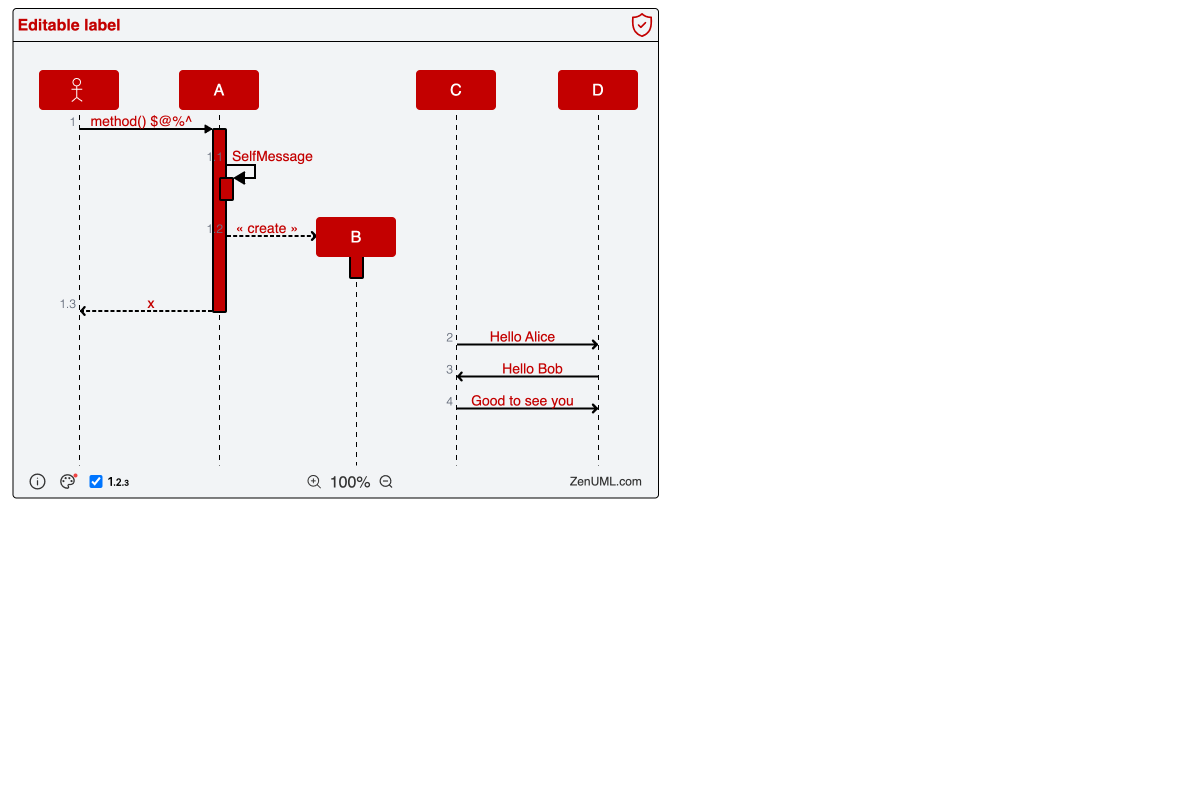 Editable label
A
C
D
1
method() $@%^
1.1
SelfMessage
1.2
« create »
B
1.3
x
2
Hello Alice
3
Hello Bob
4
Good to see you
1.2.3
100%
ZenUML.com